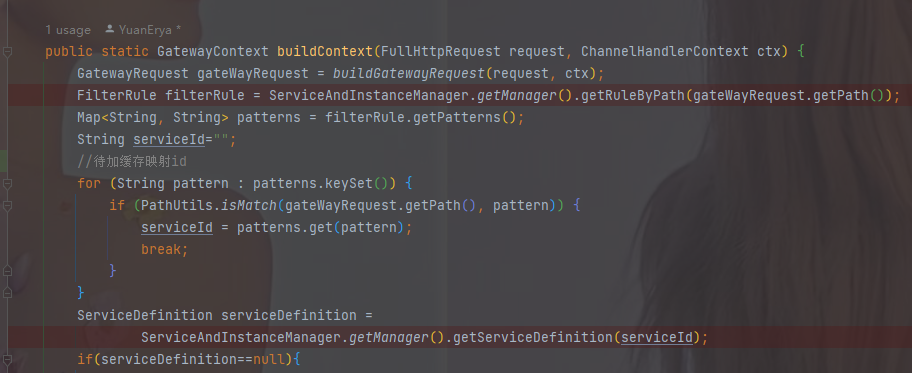 1 usage YuanErya *
public static GatewayContext buildContext(FullHttpRequest request, ChannelHandlerContext ctx) {
GatewayRequest gateWayRequest = buildGatewayRequest(request, ctx);
FilterRule filterRule = ServiceAndInstanceManager.getManager().getRuleByPath(gateWayRequest.getPath());
Map<String, String> patterns = filterRule.getPatterns();
String serviceId="";
//待加缓存映射id
for (String pattern : patterns.keySet()) {
if (PathUtils.isMatch(gateWayRequest.getPath(), pattern)) {
serviceId = patterns.get(pattern);
break;
}
}
ServiceDefinition serviceDefinition =
ServiceAndInstanceManager.getManager().getServiceDefinition(serviceId);
if(serviceDefinition==null){